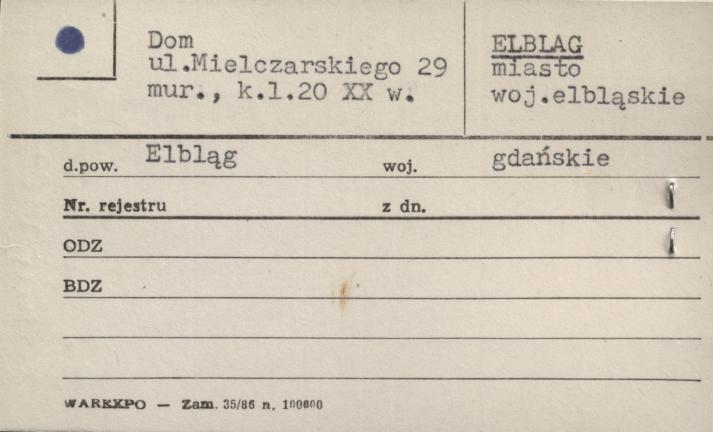 Dom
ul.Mielczarskiego 29
mur., k.l.20 XX w.
ELBLAG
miasto
woj.elbląskie
d.pow. Elbląg woj. gdańskie
Nr. rejestru z dn.
ODZ
BDZ
WAREXPO — Zam. 35/86 n. 100000